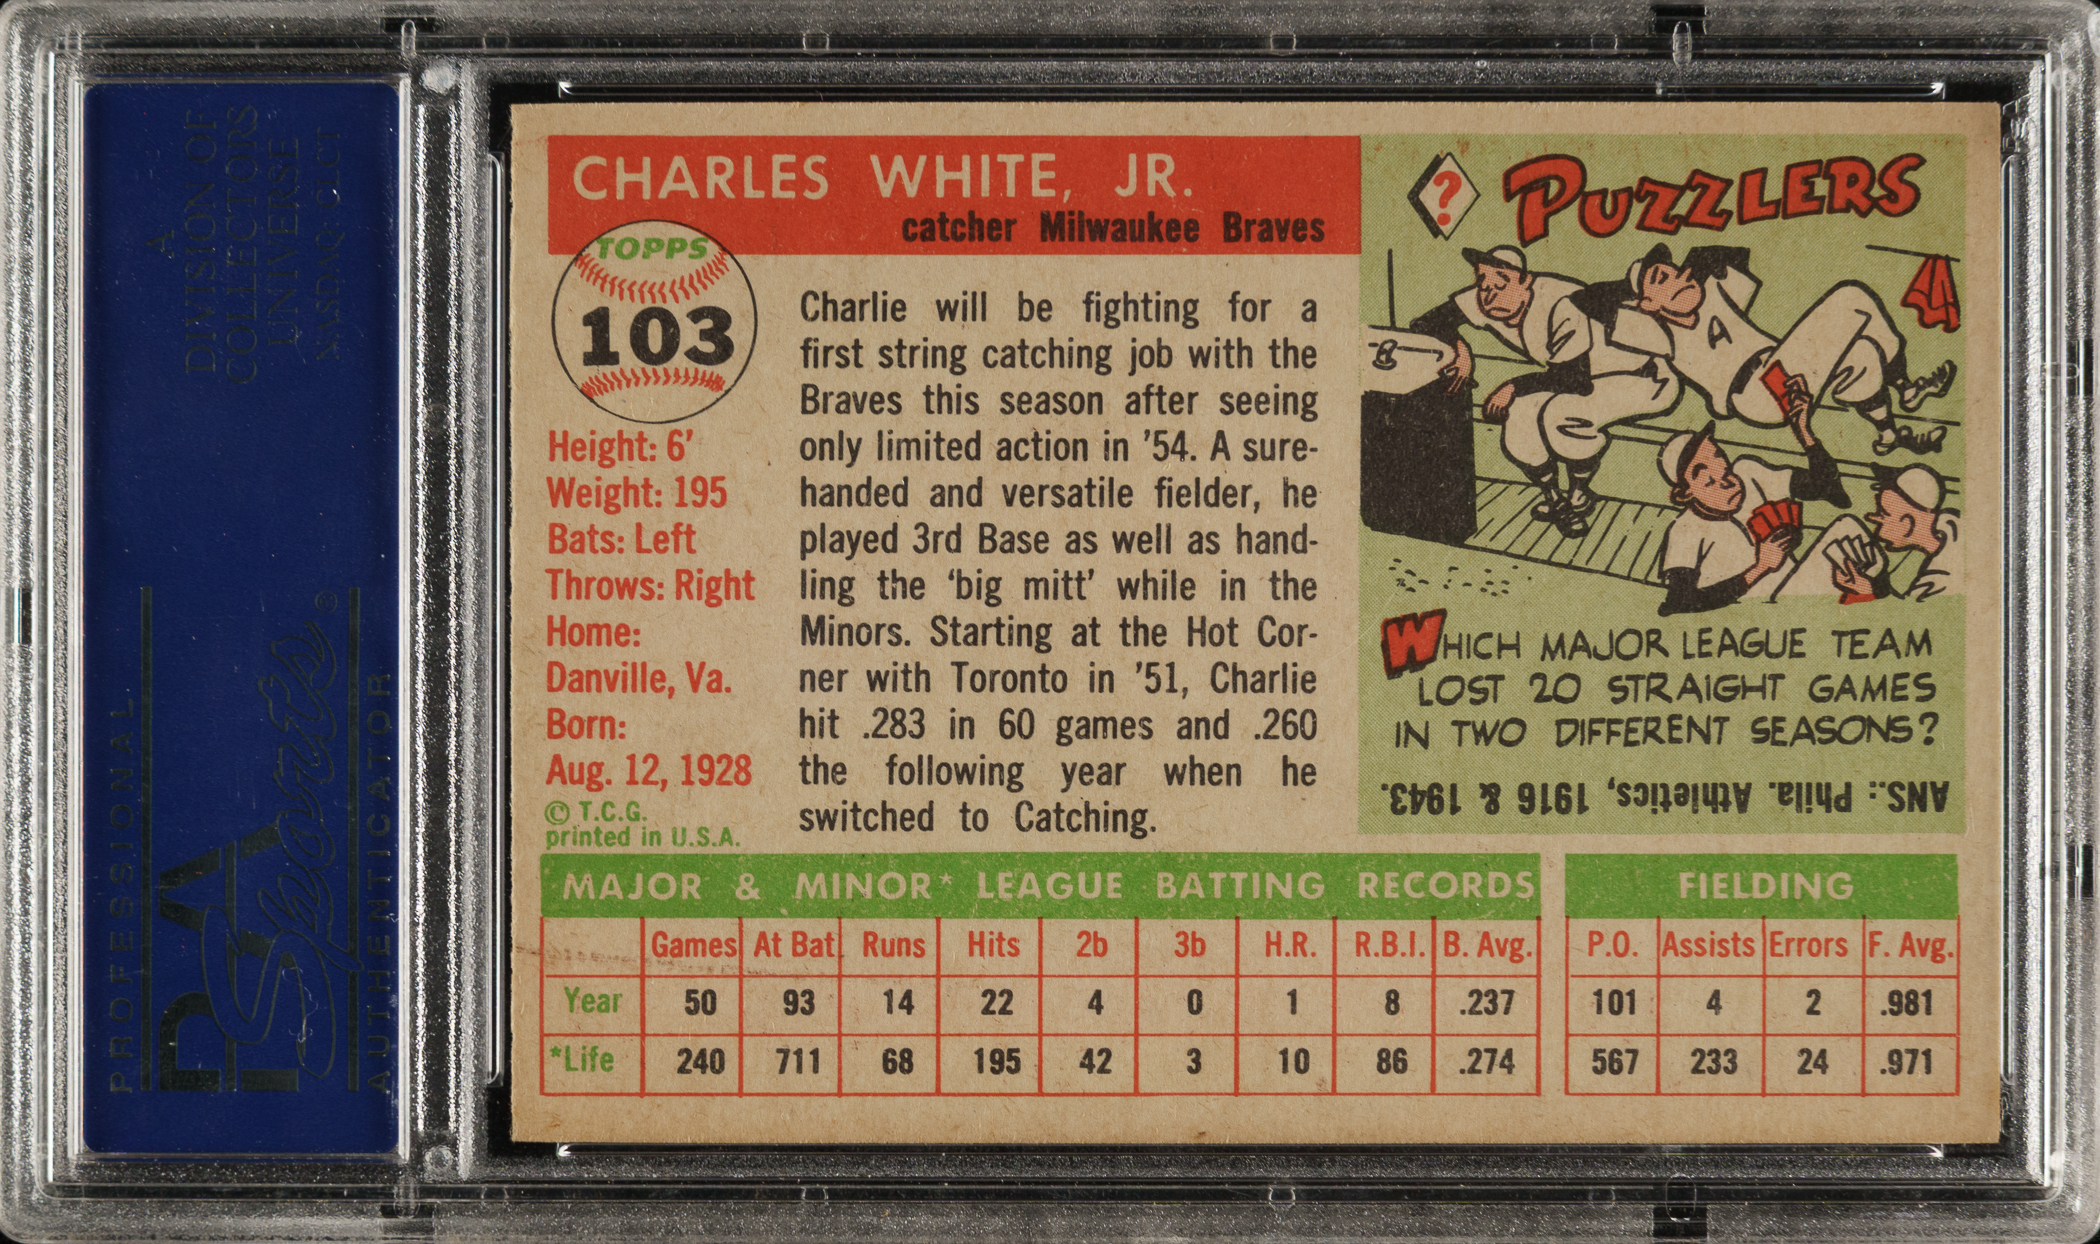 A
DIVISION OF
COLLECTORS
UNIVERSE
NASDAQ: CLCT
PROFESSIONAL
PSA
Sports®
AUTHENTICATOR
CHARLES WHITE, JR.
catcher Milwaukee Braves
TOPPS
103
Height: 6'
Weight: 195
Bats: Left
Throws: Right
Home:
Danville, Va.
Born:
Aug. 12, 1928
© T.C.G.
printed in U.S.A.
Charlie will be fighting for a
first string catching job with the
Braves this season after seeing
only limited action in '54. A sure-
handed and versatile fielder, he
played 3rd Base as well as hand-
ling the 'big mitt' while in the
Minors. Starting at the Hot Cor-
ner with Toronto in '51, Charlie
hit .283 in 60 games and .260
the following year when he
switched to Catching.
? PUZZLERS
A
WHICH MAJOR LEAGUE TEAM
LOST 20 STRAIGHT GAMES
IN TWO DIFFERENT SEASONS?
ANS.: Phila. Athletics, 1916 & 1943.
MAJOR & MINOR* LEAGUE BATTING RECORDS
Games At Bat Runs Hits 2b 3b H.R. R.B.I. B. Avg.
Year 50 93 14 22 4 0 1 8 .237
*Life 240 711 68 195 42 3 10 86 .274
FIELDING
P.O. Assists Errors F. Avg.
101 4 2 .981
567 233 24 .971